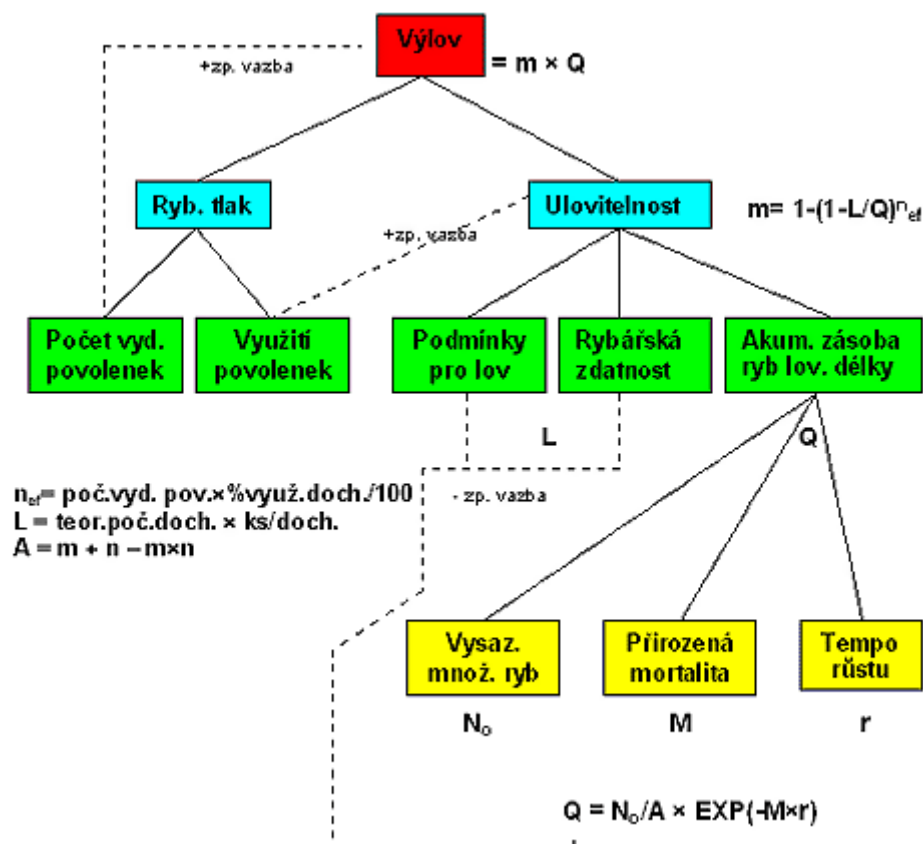 Výlov
= m × Q
+zp. vazba
Ryb. tlak
Ulovitelnost
m= 1-(1-L/Q)ⁿef
+zp. vazba
Počet vyd.
povolenek
Využití
povolenek
Podmínky
pro lov
Rybářská
zdatnost
Akum. zásoba
ryb lov. délky
L
Q
nef= poč.vyd. pov.×%využ.doch./100
L = teor.poč.doch. × ks/doch.
A = m + n – m×n
- zp. vazba
Vysaz.
množ. ryb
Přirozená
mortalita
Tempo
růstu
No
M
r
Q = No/A × EXP(-M×r)